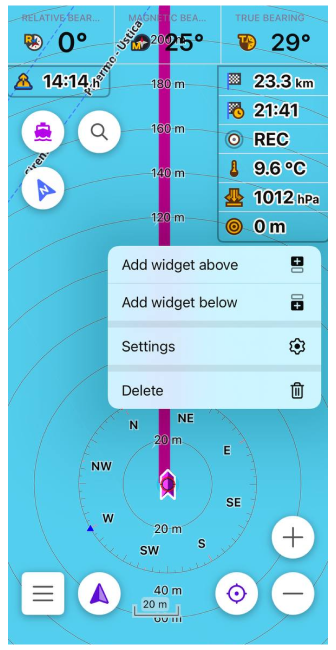 RELATIVE BEAR...
MAGNETIC BEA...
TRUE BEARING
0°
25°
29°
200 m
14:14 h
Palermo - Ustica
180 m
23.3 km
21:41
160 m
REC
140 m
9.6 °C
1012 hPa
120 m
0 m
Add widget above
Add widget below
Settings
Delete
N
NE
20 m
E
NW
SE
W
20 m
SW
S
40 m
20 m
60 m